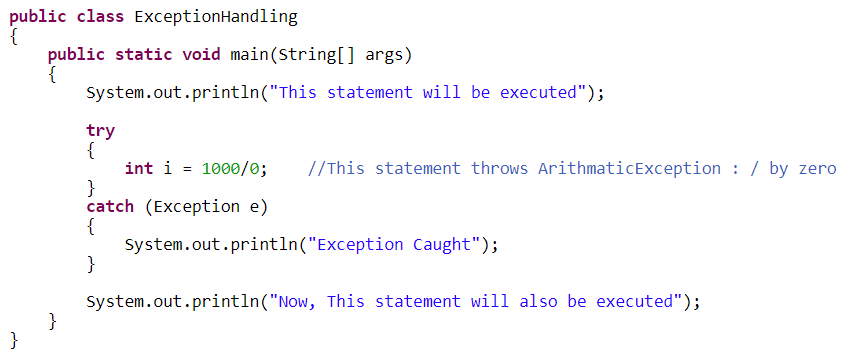 public class ExceptionHandling
{
    public static void main(String[] args)
    {
        System.out.println("This statement will be executed");

        try
        {
            int i = 1000/0;    //This statement throws ArithmaticException : / by zero
        }
        catch (Exception e)
        {
            System.out.println("Exception Caught");
        }

        System.out.println("Now, This statement will also be executed");
    }
}